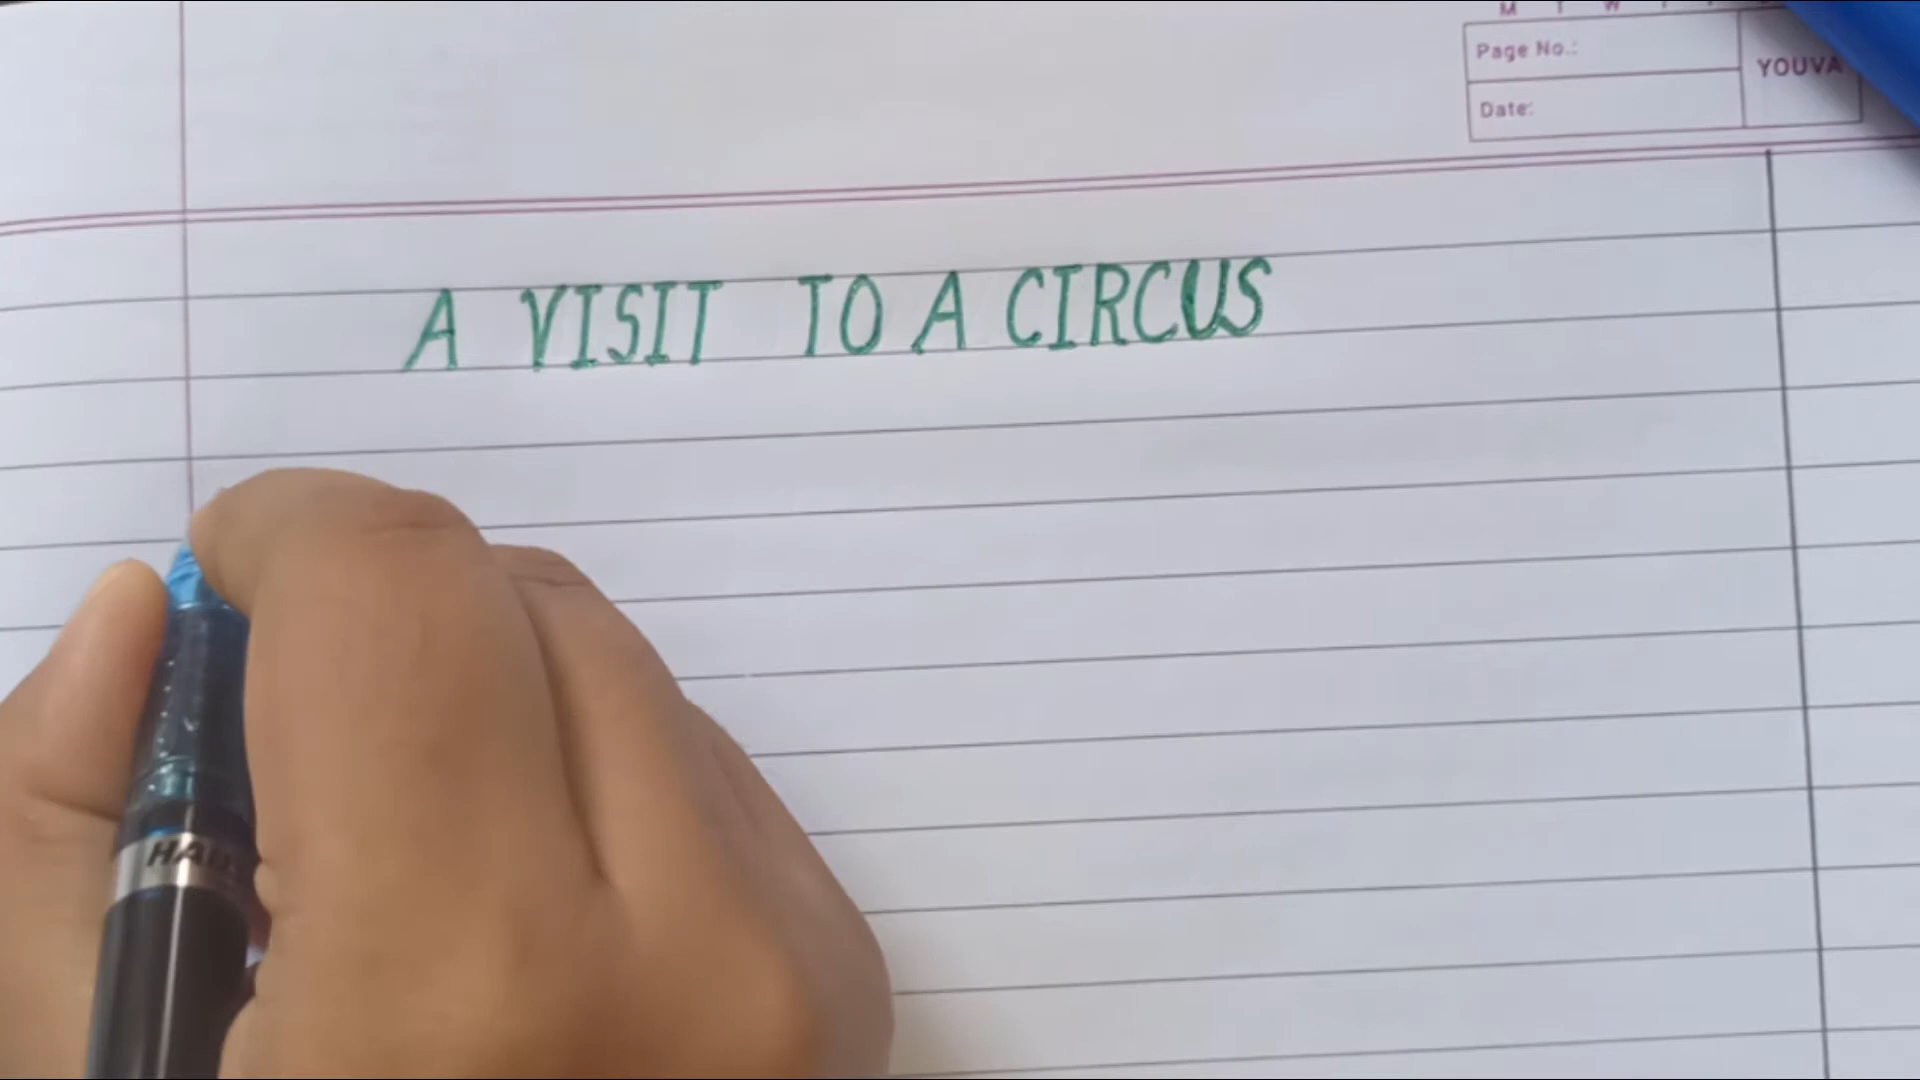 M T W T F
Page No.:
YOUVA
Date:
A VISIT TO A CIRCUS